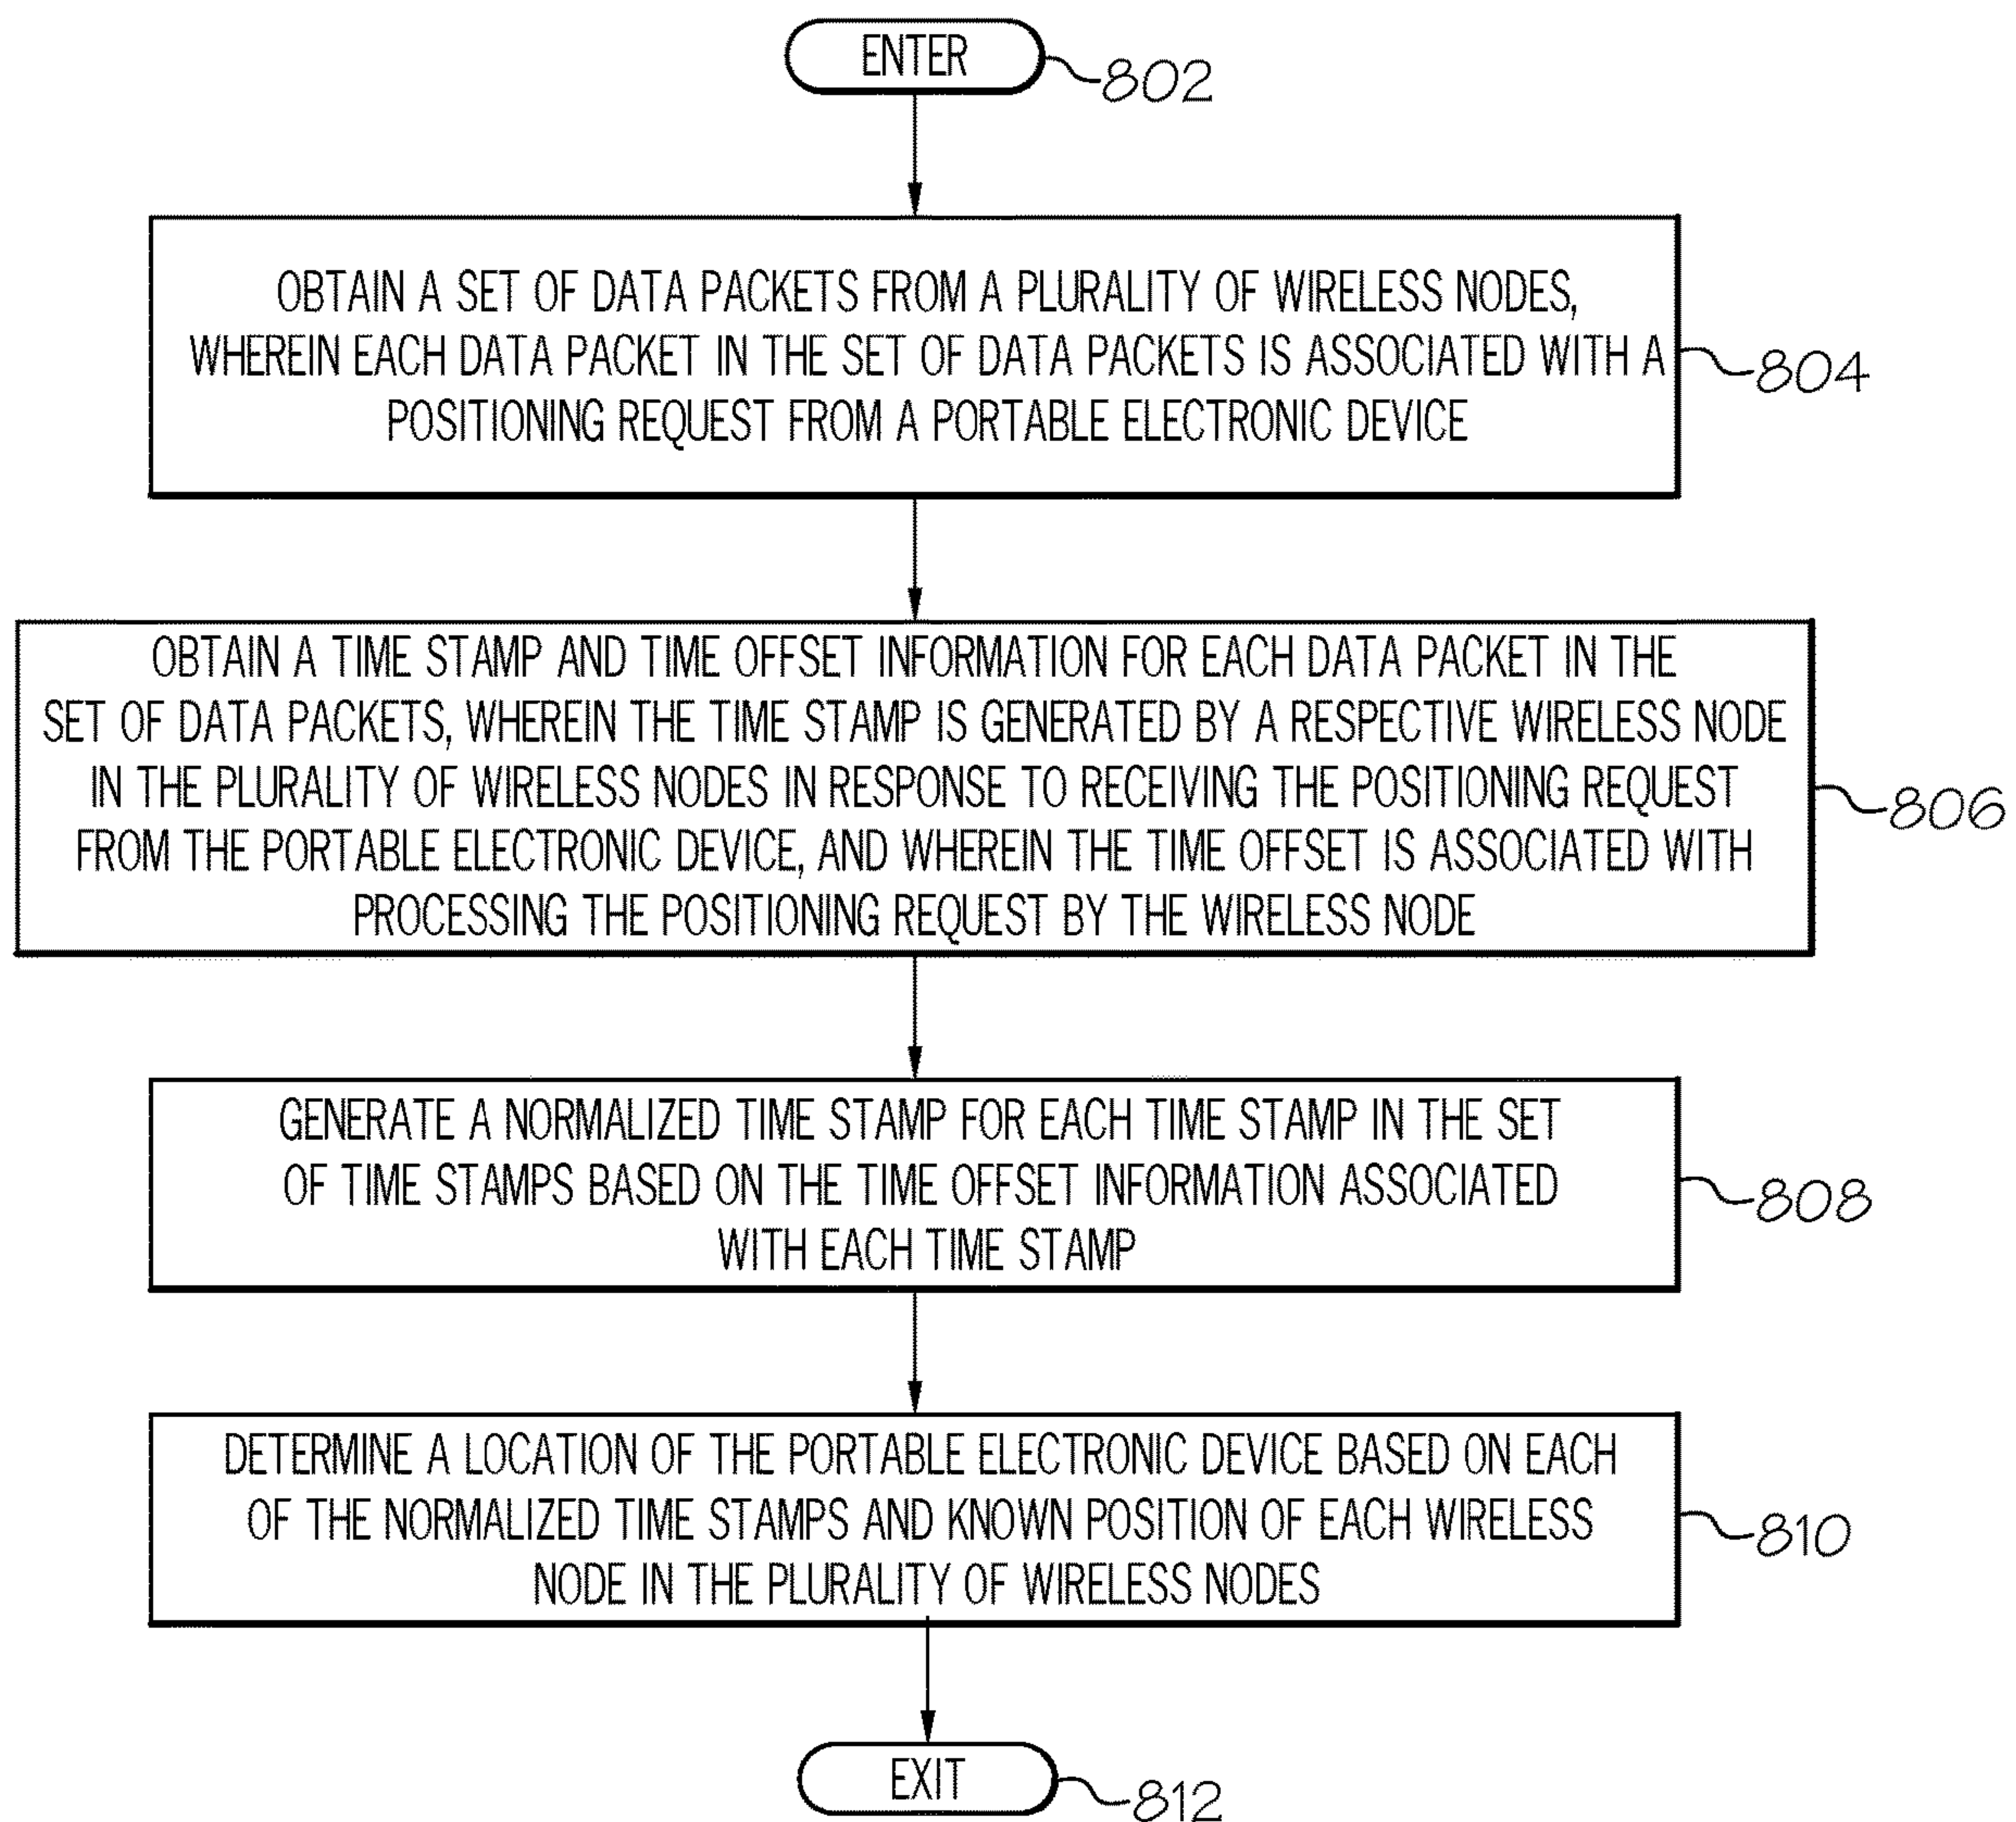 ENTER
802
OBTAIN A SET OF DATA PACKETS FROM A PLURALITY OF WIRELESS NODES,
WHEREIN EACH DATA PACKET IN THE SET OF DATA PACKETS IS ASSOCIATED WITH A
POSITIONING REQUEST FROM A PORTABLE ELECTRONIC DEVICE
804
OBTAIN A TIME STAMP AND TIME OFFSET INFORMATION FOR EACH DATA PACKET IN THE
SET OF DATA PACKETS, WHEREIN THE TIME STAMP IS GENERATED BY A RESPECTIVE WIRELESS NODE
IN THE PLURALITY OF WIRELESS NODES IN RESPONSE TO RECEIVING THE POSITIONING REQUEST
FROM THE PORTABLE ELECTRONIC DEVICE, AND WHEREIN THE TIME OFFSET IS ASSOCIATED WITH
PROCESSING THE POSITIONING REQUEST BY THE WIRELESS NODE
806
GENERATE A NORMALIZED TIME STAMP FOR EACH TIME STAMP IN THE SET
OF TIME STAMPS BASED ON THE TIME OFFSET INFORMATION ASSOCIATED
WITH EACH TIME STAMP
808
DETERMINE A LOCATION OF THE PORTABLE ELECTRONIC DEVICE BASED ON EACH
OF THE NORMALIZED TIME STAMPS AND KNOWN POSITION OF EACH WIRELESS
NODE IN THE PLURALITY OF WIRELESS NODES
810
EXIT
812